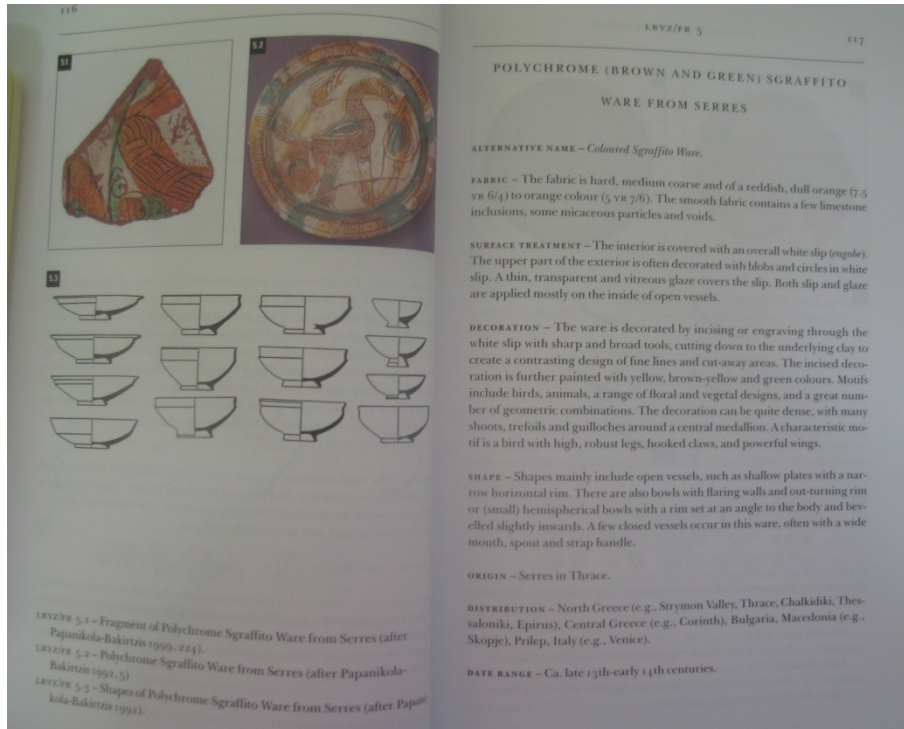 116
5.1
5.2
5.3
LBYZ/FR 5.1 – Fragment of Polychrome Sgraffito Ware from Serres (after
Papanikola-Bakirtzis 1999, 224).
LBYZ/FR 5.2 – Polychrome Sgraffito Ware from Serres (after Papanikola-
Bakirtzis 1992, 5)
LBYZ/FR 5.3 – Shapes of Polychrome Sgraffito Ware from Serres (after Papani-
kola-Bakirtzis 1992).
LBYZ/FR 5
117
POLYCHROME (BROWN AND GREEN) SGRAFFITO
WARE FROM SERRES
ALTERNATIVE NAME – Coloured Sgraffito Ware.
FABRIC – The fabric is hard, medium coarse and of a reddish, dull orange (7.5
YR 6/4) to orange colour (5 YR 7/6). The smooth fabric contains a few limestone
inclusions, some micaceous particles and voids.
SURFACE TREATMENT – The interior is covered with an overall white slip (engobe).
The upper part of the exterior is often decorated with blobs and circles in white
slip. A thin, transparent and vitreous glaze covers the slip. Both slip and glaze
are applied mostly on the inside of open vessels.
DECORATION – The ware is decorated by incising or engraving through the
white slip with sharp and broad tools, cutting down to the underlying clay to
create a contrasting design of fine lines and cut-away areas. The incised deco-
ration is further painted with yellow, brown-yellow and green colours. Motifs
include birds, animals, a range of floral and vegetal designs, and a great num-
ber of geometric combinations. The decoration can be quite dense, with many
shoots, trefoils and guilloches around a central medallion. A characteristic mo-
tif is a bird with high, robust legs, hooked claws, and powerful wings.
SHAPE – Shapes mainly include open vessels, such as shallow plates with a nar-
row horizontal rim. There are also bowls with flaring walls and out-turning rim
or (small) hemispherical bowls with a rim set at an angle to the body and bev-
elled slightly inwards. A few closed vessels occur in this ware, often with a wide
mouth, spout and strap handle.
ORIGIN – Serres in Thrace.
DISTRIBUTION – North Greece (e.g., Strymon Valley, Thrace, Chalkidiki, Thes-
saloniki, Epirus), Central Greece (e.g., Corinth), Bulgaria, Macedonia (e.g.,
Skopje), Prilep, Italy (e.g., Venice).
DATE RANGE – Ca. late 13th-early 14th centuries.